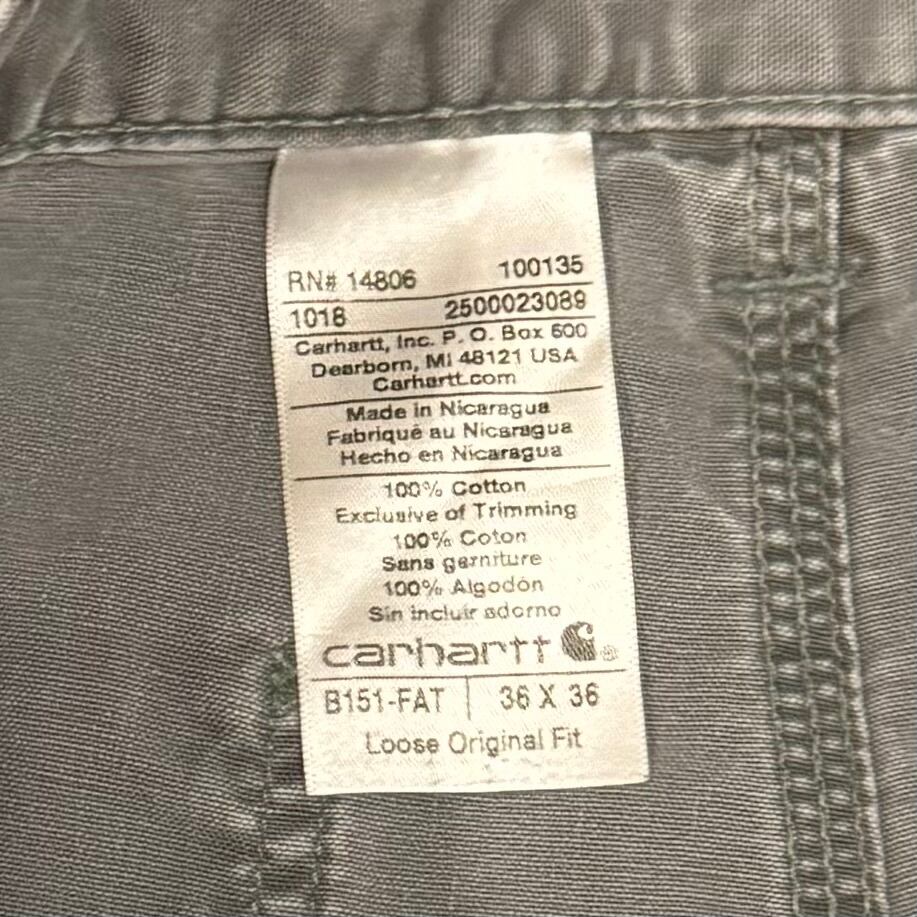 RN# 14806 100135
1018 2500023089
Carhartt, Inc. P. O. Box 600
Dearborn, MI 48121 USA
Carhartt.com
Made in Nicaragua
Fabriqué au Nicaragua
Hecho en Nicaragua
100% Cotton
Exclusive of Trimming
100% Coton
Sans garniture
100% Algodón
Sin incluir adorno
carhartt ®
B151-FAT | 36 X 36
Loose Original Fit